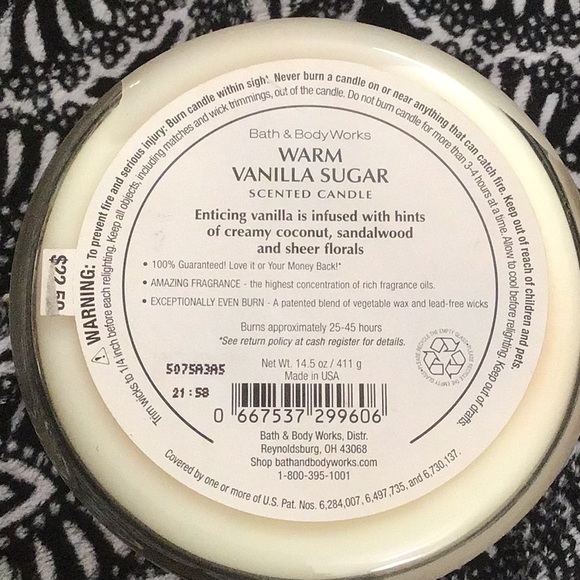 WARNING: To prevent fire and serious injury: Burn candle within sight. Never burn a candle on or near anything that can catch fire. Keep out of reach of children and pets.
Trim wicks to 1/4 inch before each relighting. Keep all objects, including matches and wick trimmings, out of the candle. Do not burn candle for more than 3-4 hours at a time. Allow to cool before relighting. Keep out of drafts.
Bath & Body Works
WARM
VANILLA SUGAR
SCENTED CANDLE
Enticing vanilla is infused with hints
of creamy coconut, sandalwood
and sheer florals
• 100% Guaranteed! Love it or Your Money Back!*
• AMAZING FRAGRANCE - the highest concentration of rich fragrance oils.
• EXCEPTIONALLY EVEN BURN - A patented blend of vegetable wax and lead-free wicks
Burns approximately 25-45 hours
*See return policy at cash register for details.
Net Wt. 14.5 oz / 411 g
Made in USA
5075A3A5
21:58
0 667537 299606
Bath & Body Works, Distr.
Reynoldsburg, OH 43068
Shop bathandbodyworks.com
1-800-395-1001
Covered by one or more of U.S. Pat. Nos. 6,284,007, 6,497,735, and 6,730,137.
PLEASE RECYCLE THE EMPTY GLASS
$22.50